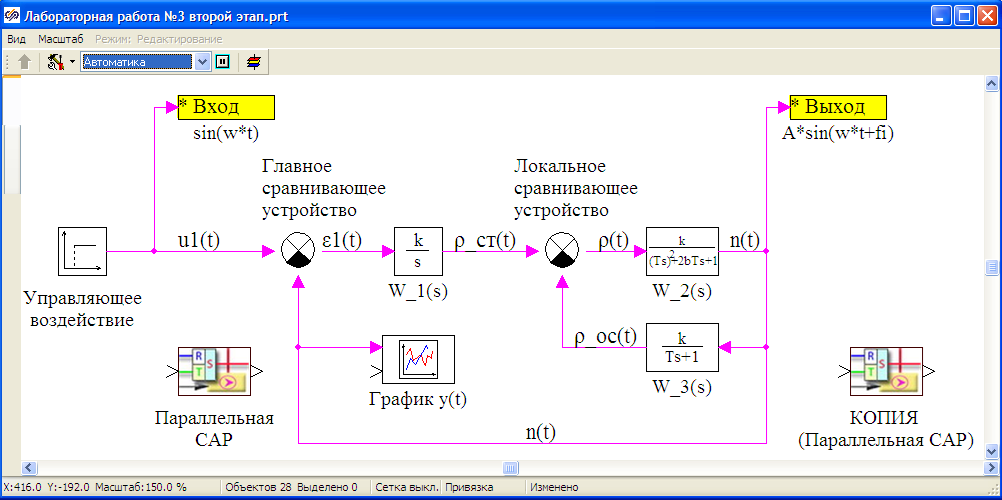 Лабораторная работа №3 второй этап.prt
Вид Масштаб Режим: Редактирование
Автоматика
* Вход
sin(w*t)
* Выход
A*sin(w*t+fi)
Главное
сравнивающее
устройство
Локальное
сравнивающее
устройство
u1(t)
ε1(t)
k
s
W_1(s)
ρ_ст(t)
ρ(t)
k
(Ts)²+2bTs+1
W_2(s)
n(t)
Управляющее
воздействие
ρ_ос(t)
k
Ts+1
W_3(s)
График y(t)
R
T
S
Параллельная
САР
R
T
S
КОПИЯ
(Параллельная САР)
n(t)
X:416.0 Y:-192.0 Масштаб:150.0 % Объектов 28 Выделено 0 Сетка выкл. Привязка Изменено